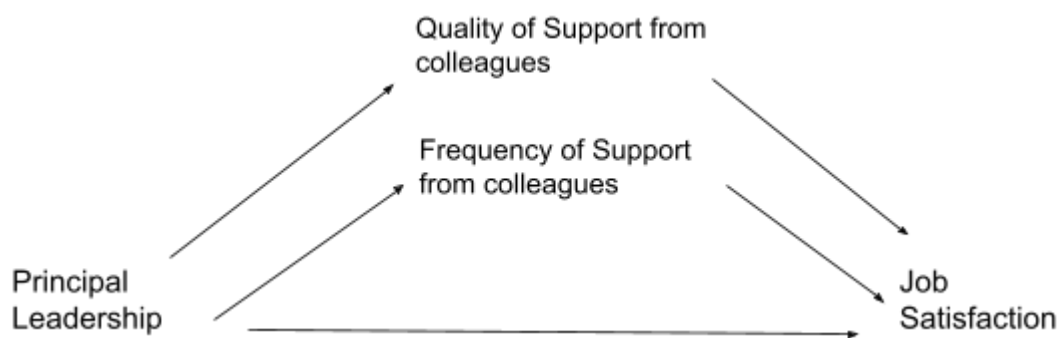 Quality of Support from
colleagues
Frequency of Support
from colleagues
Principal
Leadership
Job
Satisfaction